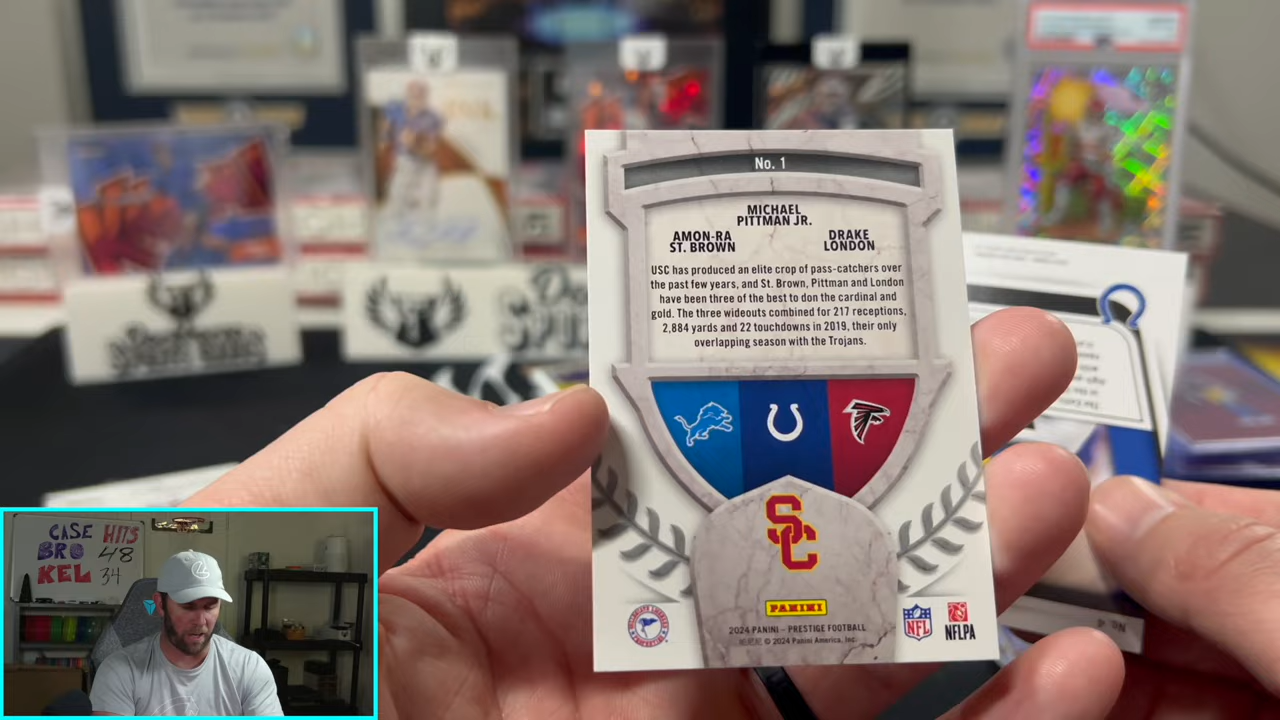 No. 1
MICHAEL
PITTMAN JR.
AMON-RA
ST. BROWN
DRAKE
LONDON
USC has produced an elite crop of pass-catchers over
the past few years, and St. Brown, Pittman and London
have been three of the best to don the cardinal and
gold. The three wideouts combined for 217 receptions,
2,884 yards and 22 touchdowns in 2019, their only
overlapping season with the Trojans.
SC
PANINI
2024 PANINI – PRESTIGE FOOTBALL
© 2024 Panini America, Inc.
NFL
NFLPA
CASE HITS
BRO 48
KEL 34